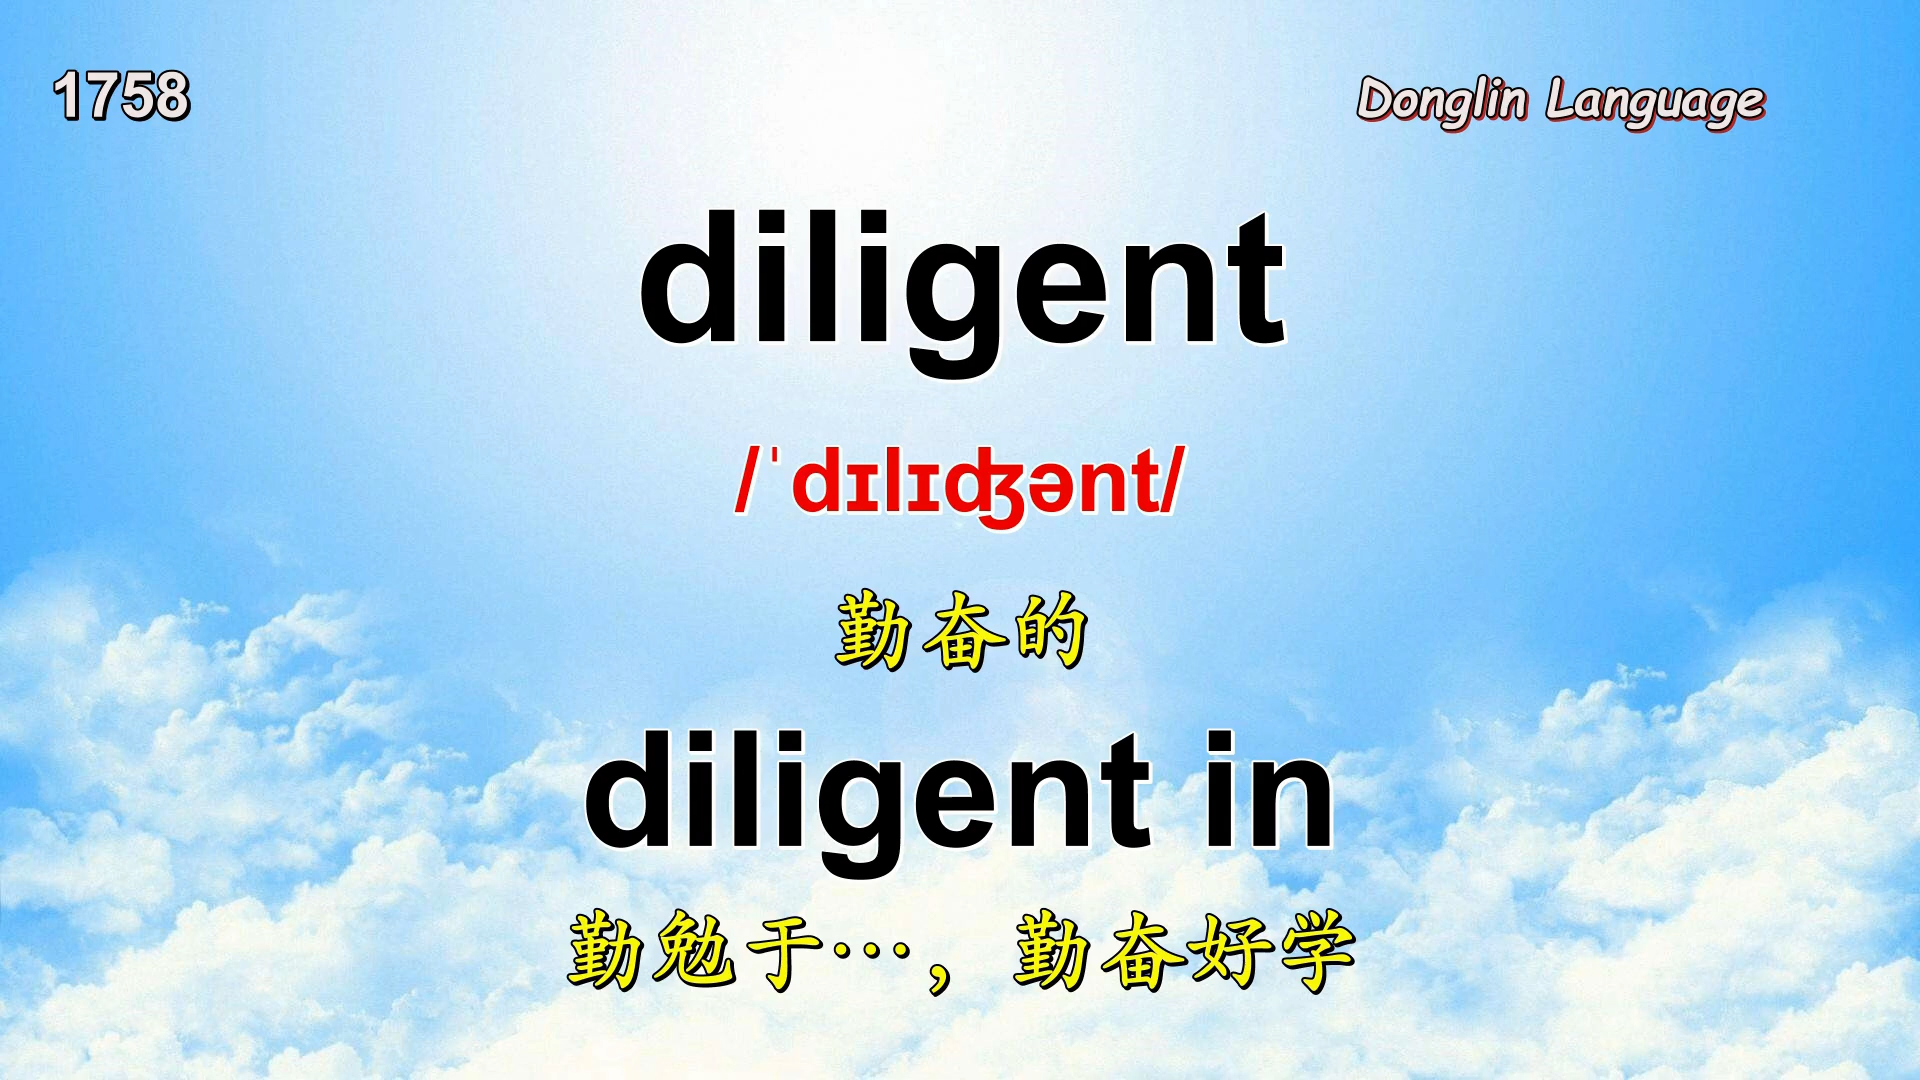 1758
Donglin Language
diligent
/ˈdɪlɪʤənt/
勤奋的
diligent in
勤勉于…，勤奋好学